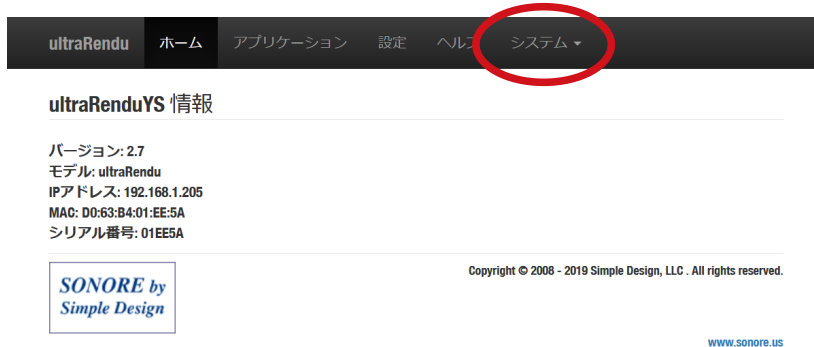 ultraRendu ホーム アプリケーション 設定 ヘルプ システム
ultraRenduYS 情報
バージョン: 2.7
モデル: ultraRendu
IPアドレス: 192.168.1.205
MAC: D0:63:B4:01:EE:5A
シリアル番号: 01EE5A
SONORE by
Simple Design
Copyright © 2008 - 2019 Simple Design, LLC . All rights reserved.
www.sonore.us